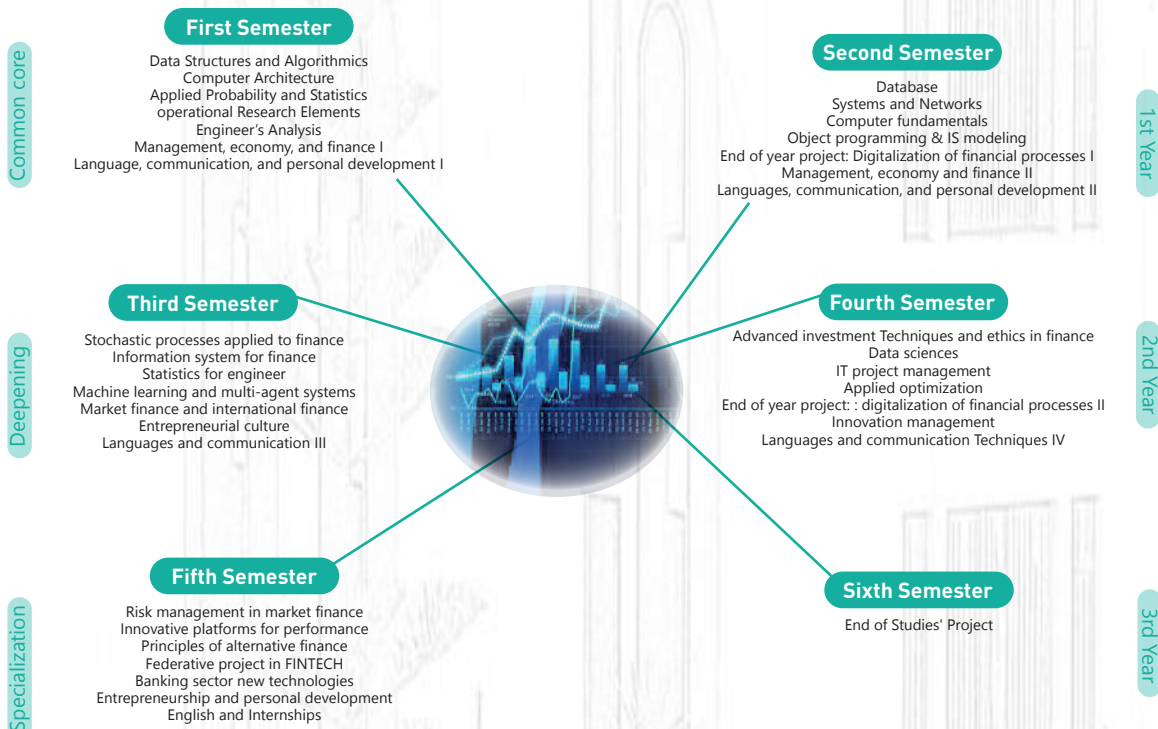 Common core
First Semester
Data Structures and Algorithmics
Computer Architecture
Applied Probability and Statistics
operational Research Elements
Engineer's Analysis
Management, economy, and finance I
Language, communication, and personal development I
Second Semester
Database
Systems and Networks
Computer fundamentals
Object programming & IS modeling
End of year project: Digitalization of financial processes I
Management, economy and finance II
Languages, communication, and personal development II
1st Year
Deepening
Third Semester
Stochastic processes applied to finance
Information system for finance
Statistics for engineer
Machine learning and multi-agent systems
Market finance and international finance
Entrepreneurial culture
Languages and communication III
Fourth Semester
Advanced investment Techniques and ethics in finance
Data sciences
IT project management
Applied optimization
End of year project: : digitalization of financial processes II
Innovation management
Languages and communication Techniques IV
2nd Year
Specialization
Fifth Semester
Risk management in market finance
Innovative platforms for performance
Principles of alternative finance
Federative project in FINTECH
Banking sector new technologies
Entrepreneurship and personal development
English and Internships
Sixth Semester
End of Studies' Project
3rd Year